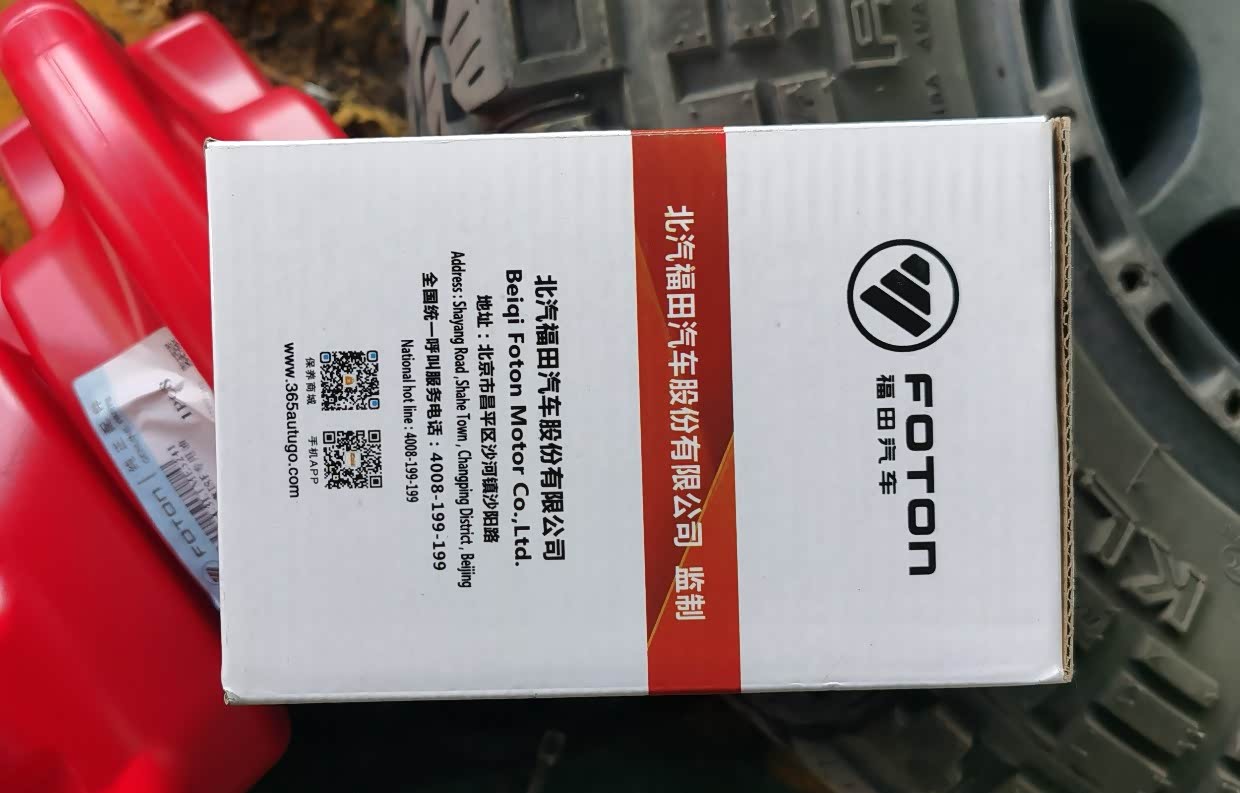 FOTON
福田汽车
北汽福田汽车股份有限公司 监制
北汽福田汽车股份有限公司
Beiqi Foton Motor Co.,Ltd.
地址：北京市昌平区沙河镇沙阳路
Address : Shayang Road ,Shahe Town , Changping District , Beijing
全国统一呼叫服务电话：4008-199-199
National hot line : 4008-199-199
保养商城 手机APP
www.365autugo.com
FOTON